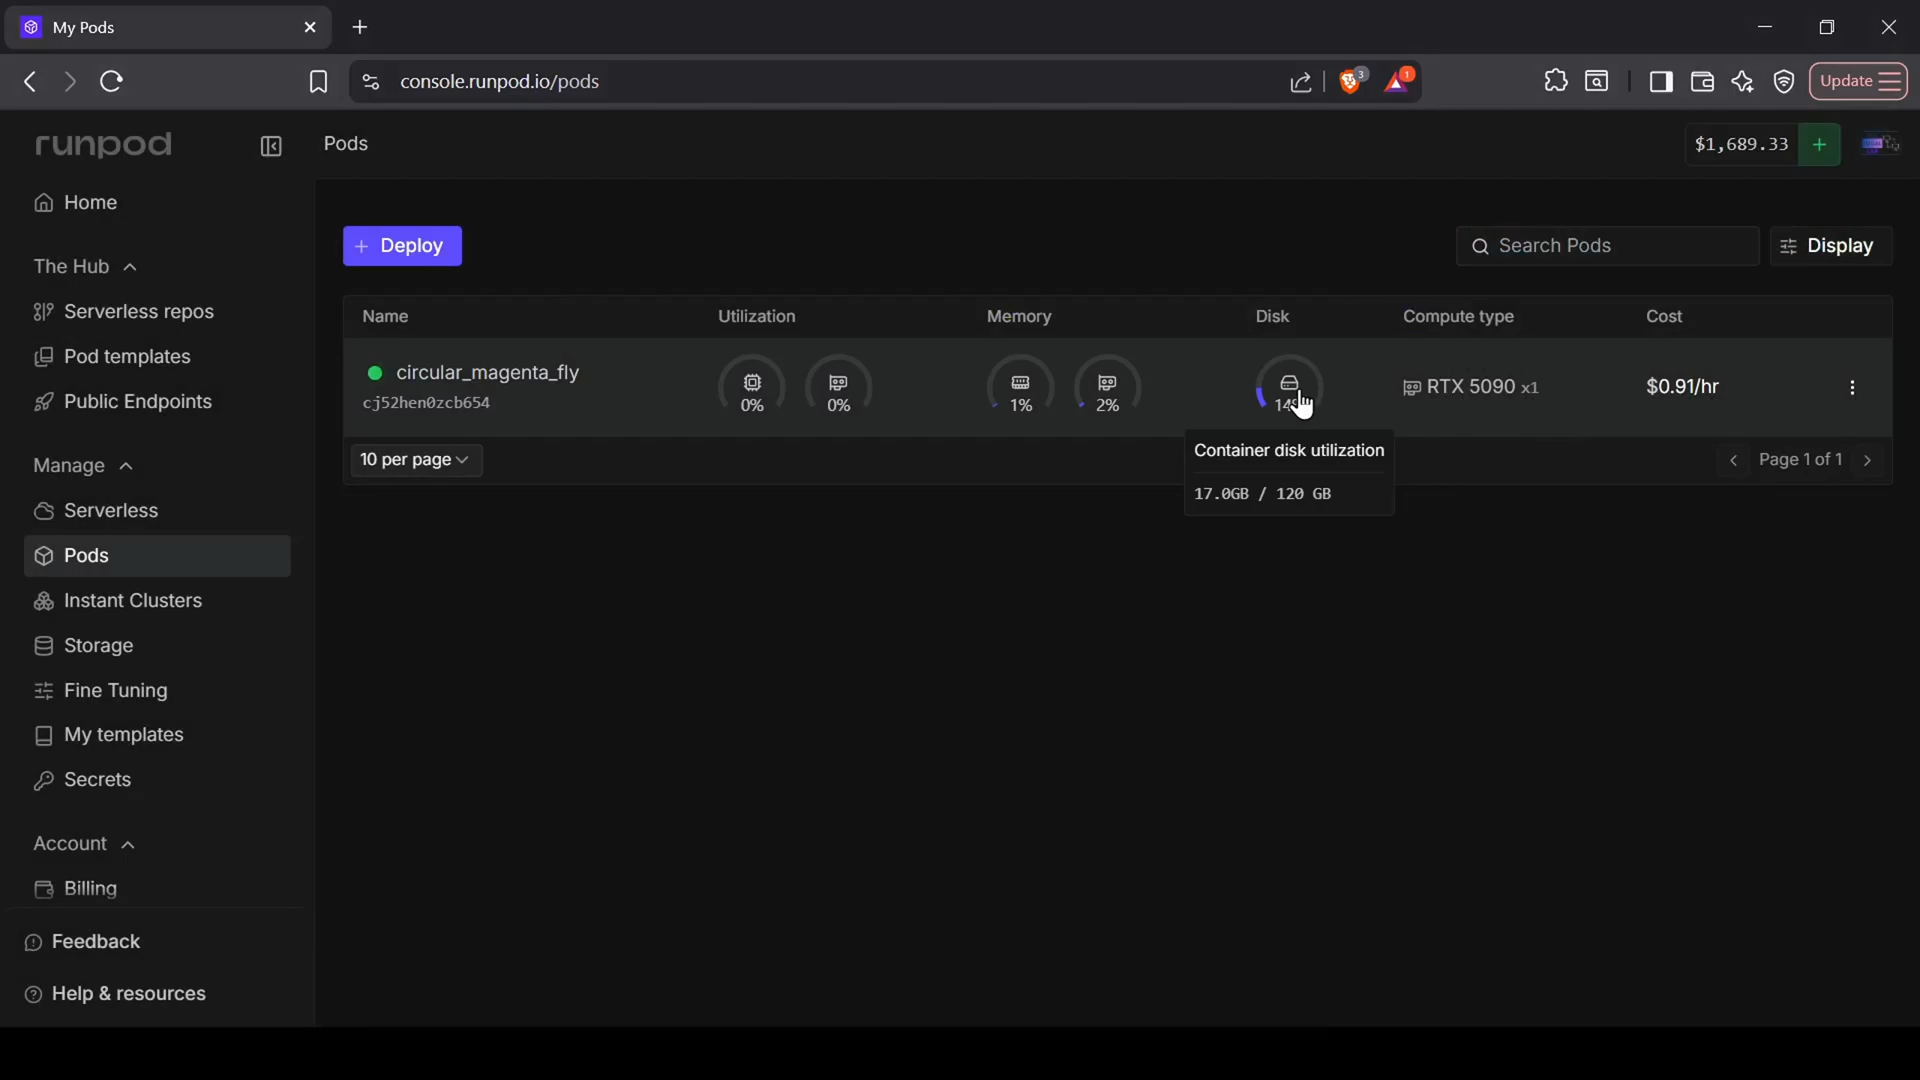 My Pods
console.runpod.io/pods
3
1
Update
runpod
Pods
$1,689.33
Home
Deploy
Search Pods
Display
The Hub
Serverless repos
Pod templates
Public Endpoints
Name
Utilization
Memory
Disk
Compute type
Cost
circular_magenta_fly
cj52hen0zcb654
0%
0%
1%
2%
RTX 5090 x1
$0.91/hr
10 per page
Page 1 of 1
Container disk utilization
17.0GB / 120 GB
Manage
Serverless
Pods
Instant Clusters
Storage
Fine Tuning
My templates
Secrets
Account
Billing
Feedback
Help & resources